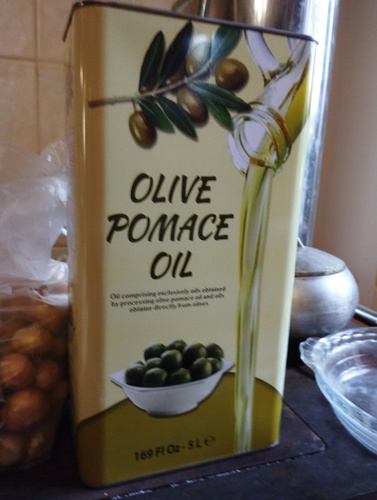 OLIVE
POMACE
OIL
Oil comprising exclusively oils obtained
by processing olive pomace oil and oils
obtaine directly from olives
169 Fl Oz - 5 L ℮